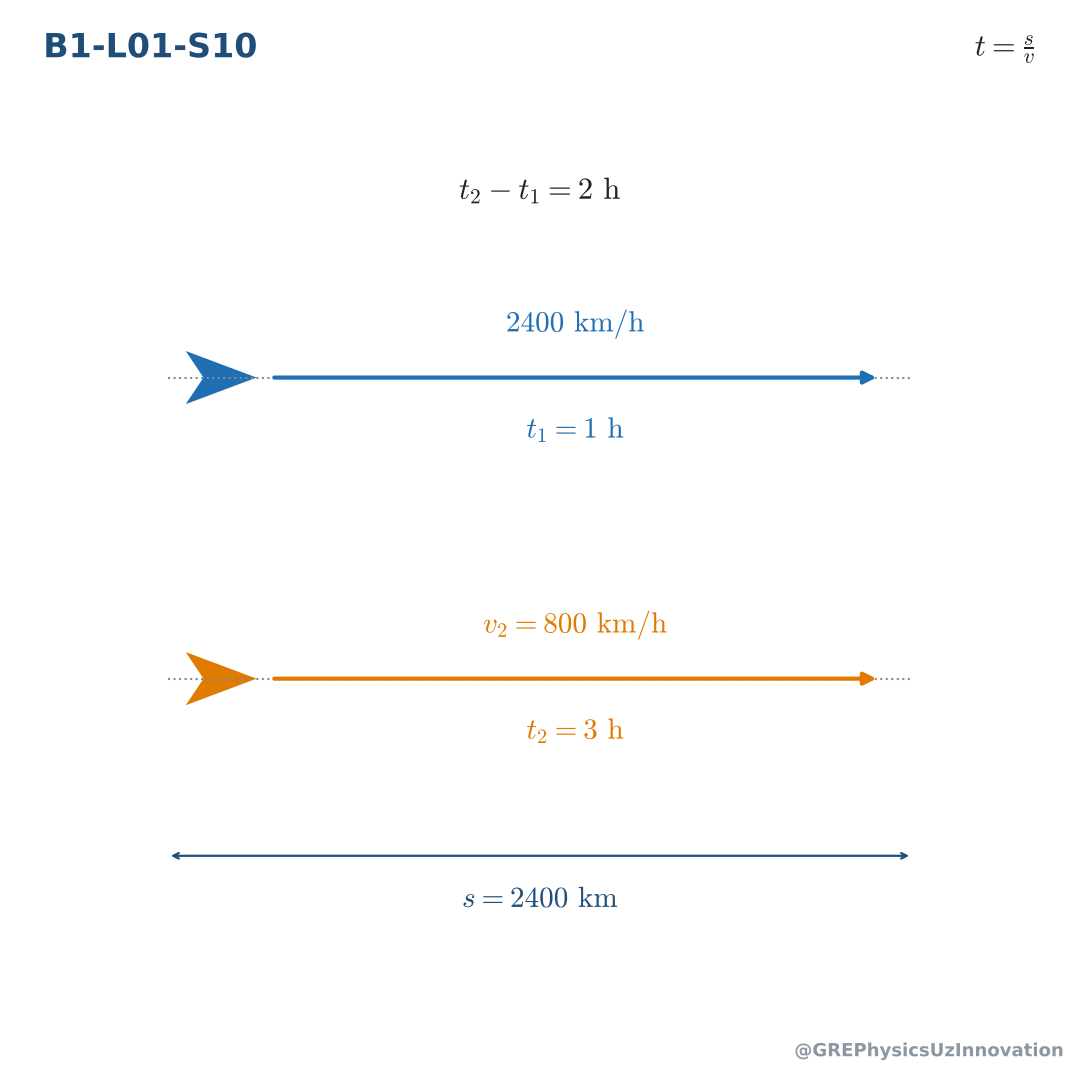 B1-L01-S10
t = s/v
t₂ − t₁ = 2 h
2400 km/h
t₁ = 1 h
v₂ = 800 km/h
t₂ = 3 h
s = 2400 km
@GREPhysicsUzInnovation